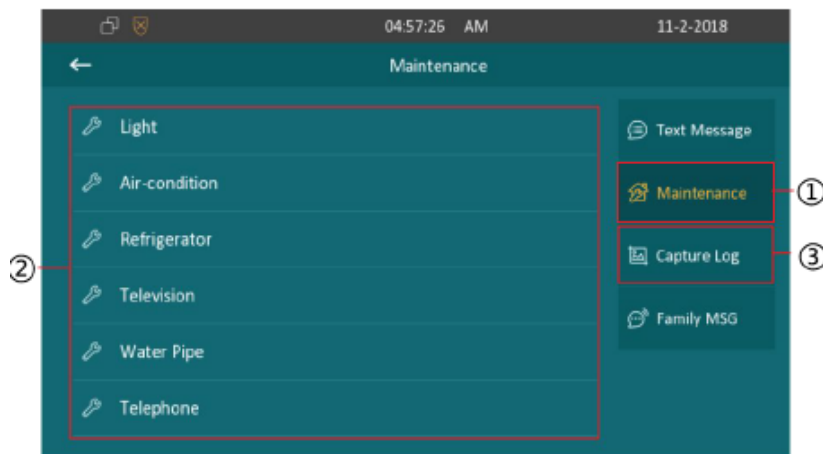 04:57:26 AM 11-2-2018
Maintenance
Light
Air-condition
Refrigerator
Television
Water Pipe
Telephone
Text Message
Maintenance
Capture Log
Family MSG
①
②
③